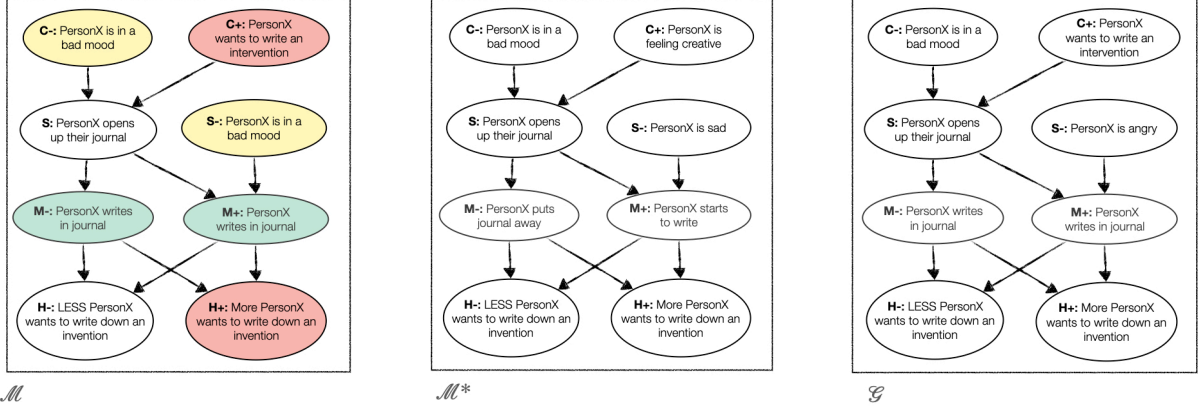 C-: PersonX is in a
bad mood
C+: PersonX
wants to write an
intervention
S: PersonX opens
up their journal
S-: PersonX is in a
bad mood
M-: PersonX writes
in journal
M+: PersonX
writes in journal
H-: LESS PersonX
wants to write down an
invention
H+: More PersonX
wants to write down an
invention
ℳ
C-: PersonX is in a
bad mood
C+: PersonX is
feeling creative
S: PersonX opens
up their journal
S-: PersonX is sad
M-: PersonX puts
journal away
M+: PersonX starts
to write
H-: LESS PersonX
wants to write down an
invention
H+: More PersonX
wants to write down an
invention
ℳ*
C-: PersonX is in a
bad mood
C+: PersonX
wants to write an
intervention
S: PersonX opens
up their journal
S-: PersonX is angry
M-: PersonX writes
in journal
M+: PersonX
writes in journal
H-: LESS PersonX
wants to write down an
invention
H+: More PersonX
wants to write down an
invention
𝒢